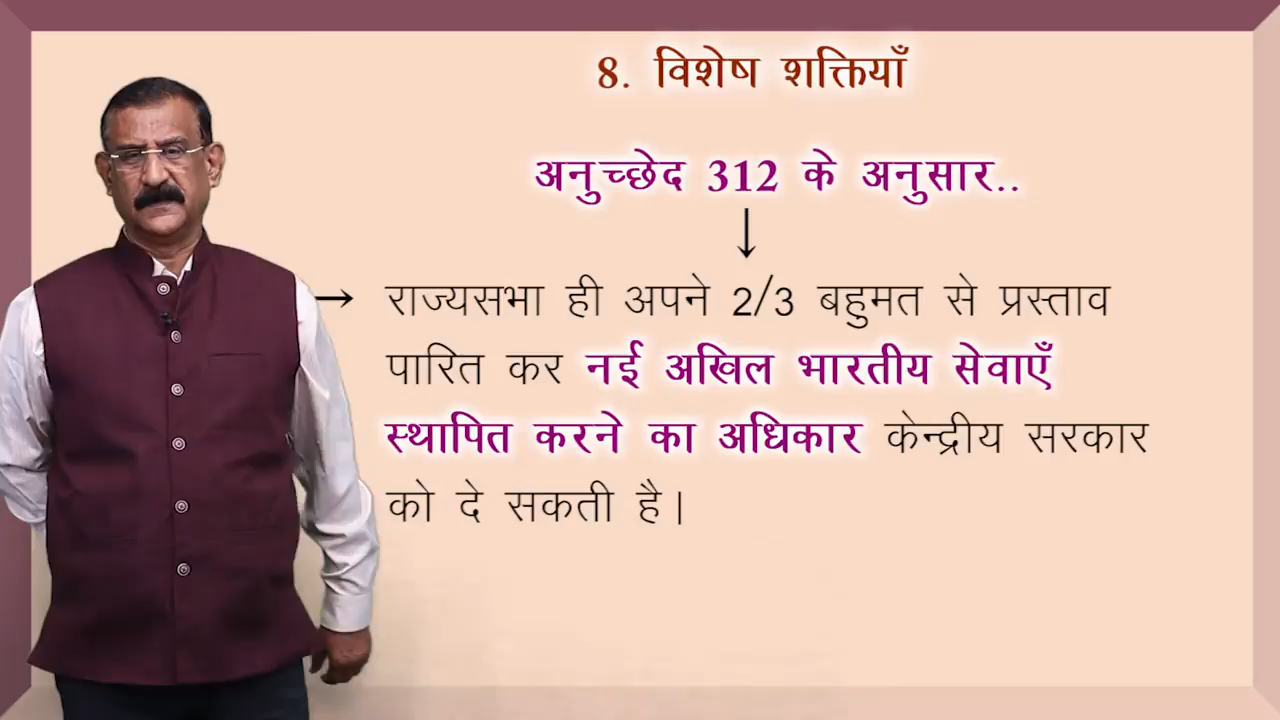 8. विशेष शक्तियाँ
अनुच्छेद 312 के अनुसार..
↓
→ राज्यसभा ही अपने 2/3 बहुमत से प्रस्ताव
पारित कर नई अखिल भारतीय सेवाएँ
स्थापित करने का अधिकार केन्द्रीय सरकार
को दे सकती है।